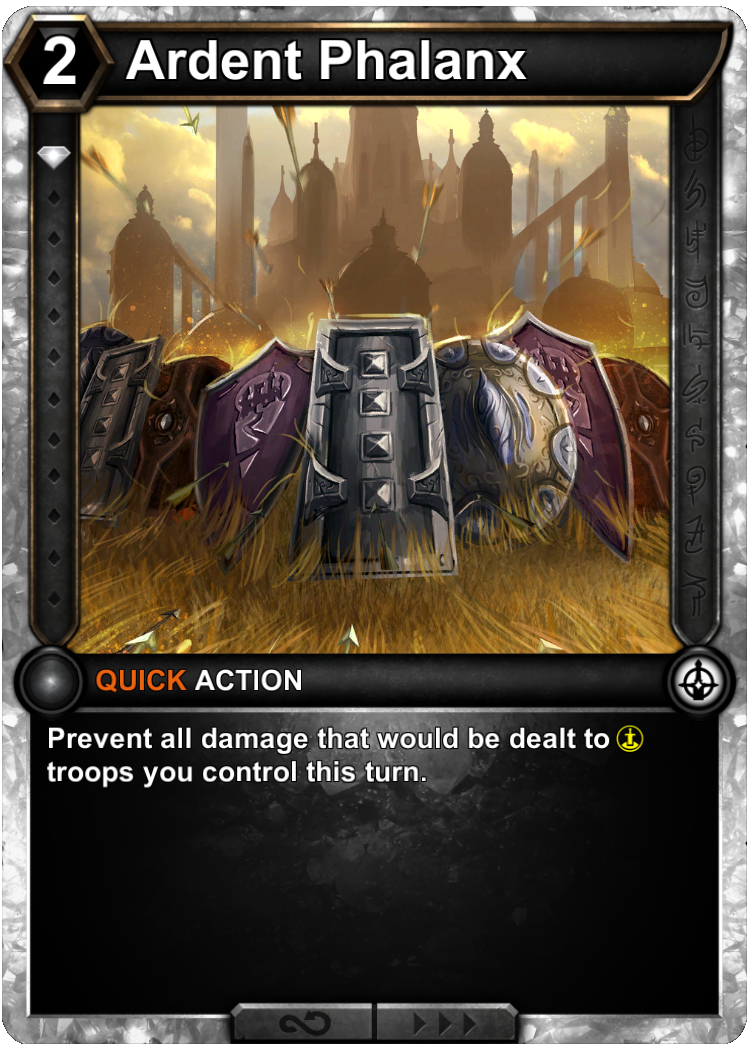 2
Ardent Phalanx
QUICK ACTION
Prevent all damage that would be dealt to
troops you control this turn.